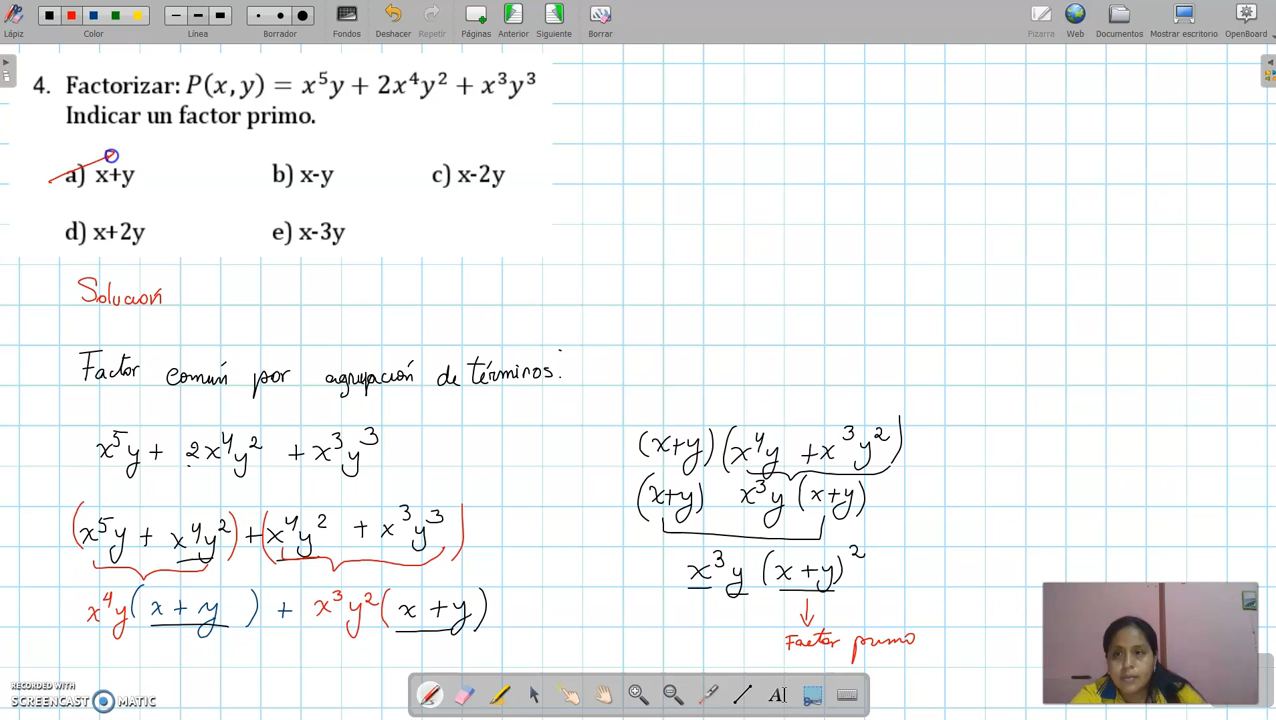 Lápiz Color Línea Borrador Fondos Deshacer Repetir Páginas Anterior Siguiente Borrar Pizarra Web Documentos Mostrar escritorio OpenBoard
4. Factorizar: P(x, y) = x⁵y + 2x⁴y² + x³y³
Indicar un factor primo.
a) x+y b) x-y c) x-2y
d) x+2y e) x-3y
Solución
Factor común por agrupación de términos:
x⁵y + 2x⁴y² + x³y³
(x⁵y + x⁴y²) + (x⁴y² + x³y³)
x⁴y(x + y) + x³y²(x + y)
(x+y)(x⁴y + x³y²)
(x+y) x³y (x+y)
x³y (x+y)²
Factor primo
RECORDED WITH
SCREENCAST MATIC